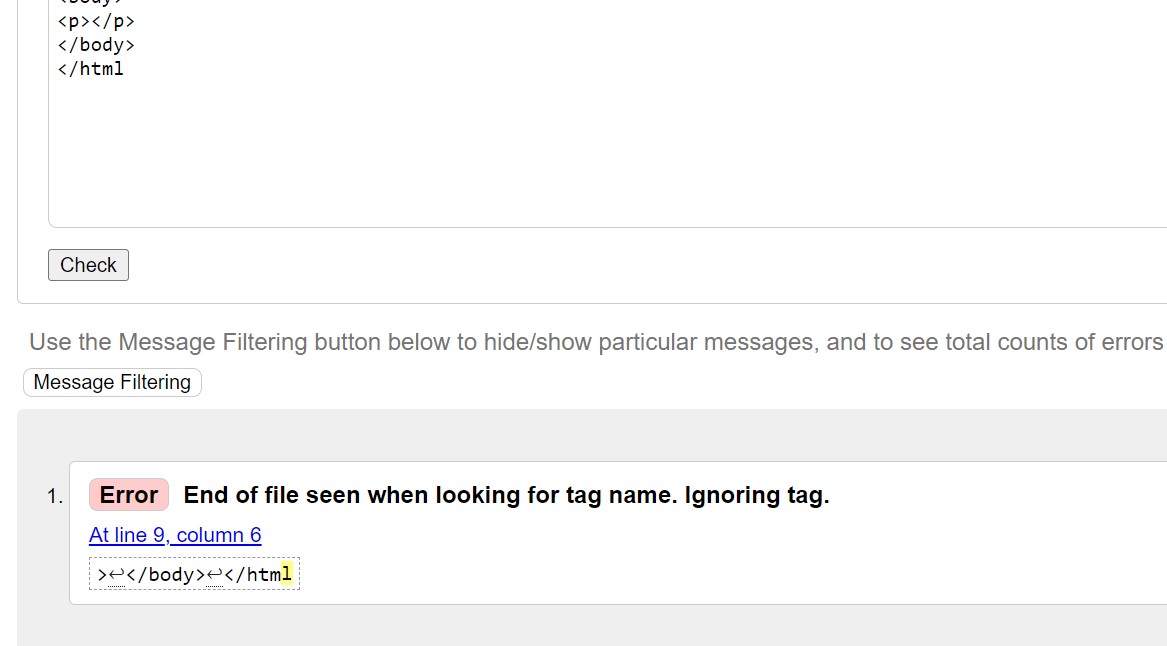 <body>
<p></p>
</body>
</html
Check
Use the Message Filtering button below to hide/show particular messages, and to see total counts of errors
Message Filtering
1. Error End of file seen when looking for tag name. Ignoring tag.
At line 9, column 6
>↩</body>↩</html